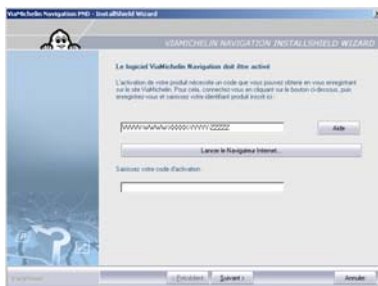 ViaMichelin Navigation PND - InstallShield Wizard
VIAMICHELIN NAVIGATION INSTALLSHIELD WIZARD
Le logiciel ViaMichelin Navigation doit être activé
L'activation de votre produit nécessite un code que vous pouvez obtenir en vous enregistrant
sur le site ViaMichelin. Pour cela, connectez-vous en cliquant sur le bouton ci-dessous, puis
enregistrez-vous et saisissez votre identifiant produit inscrit ici :
Aide
Lancer le Navigateur Internet...
Saisissez votre code d'activation :
InstallShield
< Précédent
Suivant >
Annuler